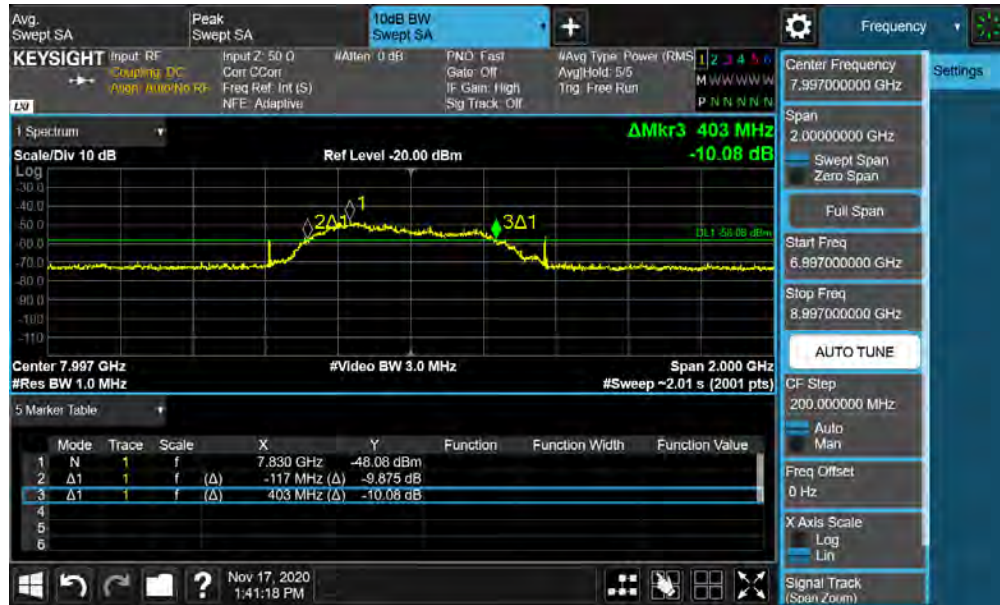 Avg.
Swept SA
Peak
Swept SA
10dB BW
Swept SA
+
Frequency
KEYSIGHT
Input: RF
Coupling: DC
Align: Auto/No RF
Input Z: 50 Ω
Corr CCorr
Freq Ref: Int (S)
NFE: Adaptive
#Atten: 0 dB
PNO: Fast
Gate: Off
IF Gain: High
Sig Track: Off
#Avg Type: Power (RMS
Avg|Hold: 5/5
Trig: Free Run
1 2 3 4 5 6
M W W W W W
P N N N N N
LXI
1 Spectrum
ΔMkr3 403 MHz
-10.08 dB
Scale/Div 10 dB
Ref Level -20.00 dBm
Log
-30.0
-40.0
-50.0
-60.0
-70.0
-80.0
-90.0
-100
-110
1
2Δ1
3Δ1
DL1 -58.08 dBm
Center 7.997 GHz
#Video BW 3.0 MHz
Span 2.000 GHz
#Res BW 1.0 MHz
#Sweep ~2.01 s (2001 pts)
5 Marker Table
Mode Trace Scale X Y Function Function Width Function Value
1 N 1 f 7.830 GHz -48.08 dBm
2 Δ1 1 f (Δ) -117 MHz (Δ) -9.875 dB
3 Δ1 1 f (Δ) 403 MHz (Δ) -10.08 dB
4
5
6
?
Nov 17, 2020
1:41:18 PM
Center Frequency
7.997000000 GHz
Settings
Span
2.00000000 GHz
Swept Span
Zero Span
Full Span
Start Freq
6.997000000 GHz
Stop Freq
8.997000000 GHz
AUTO TUNE
CF Step
200.000000 MHz
Auto
Man
Freq Offset
0 Hz
X Axis Scale
Log
Lin
Signal Track
(Span Zoom)